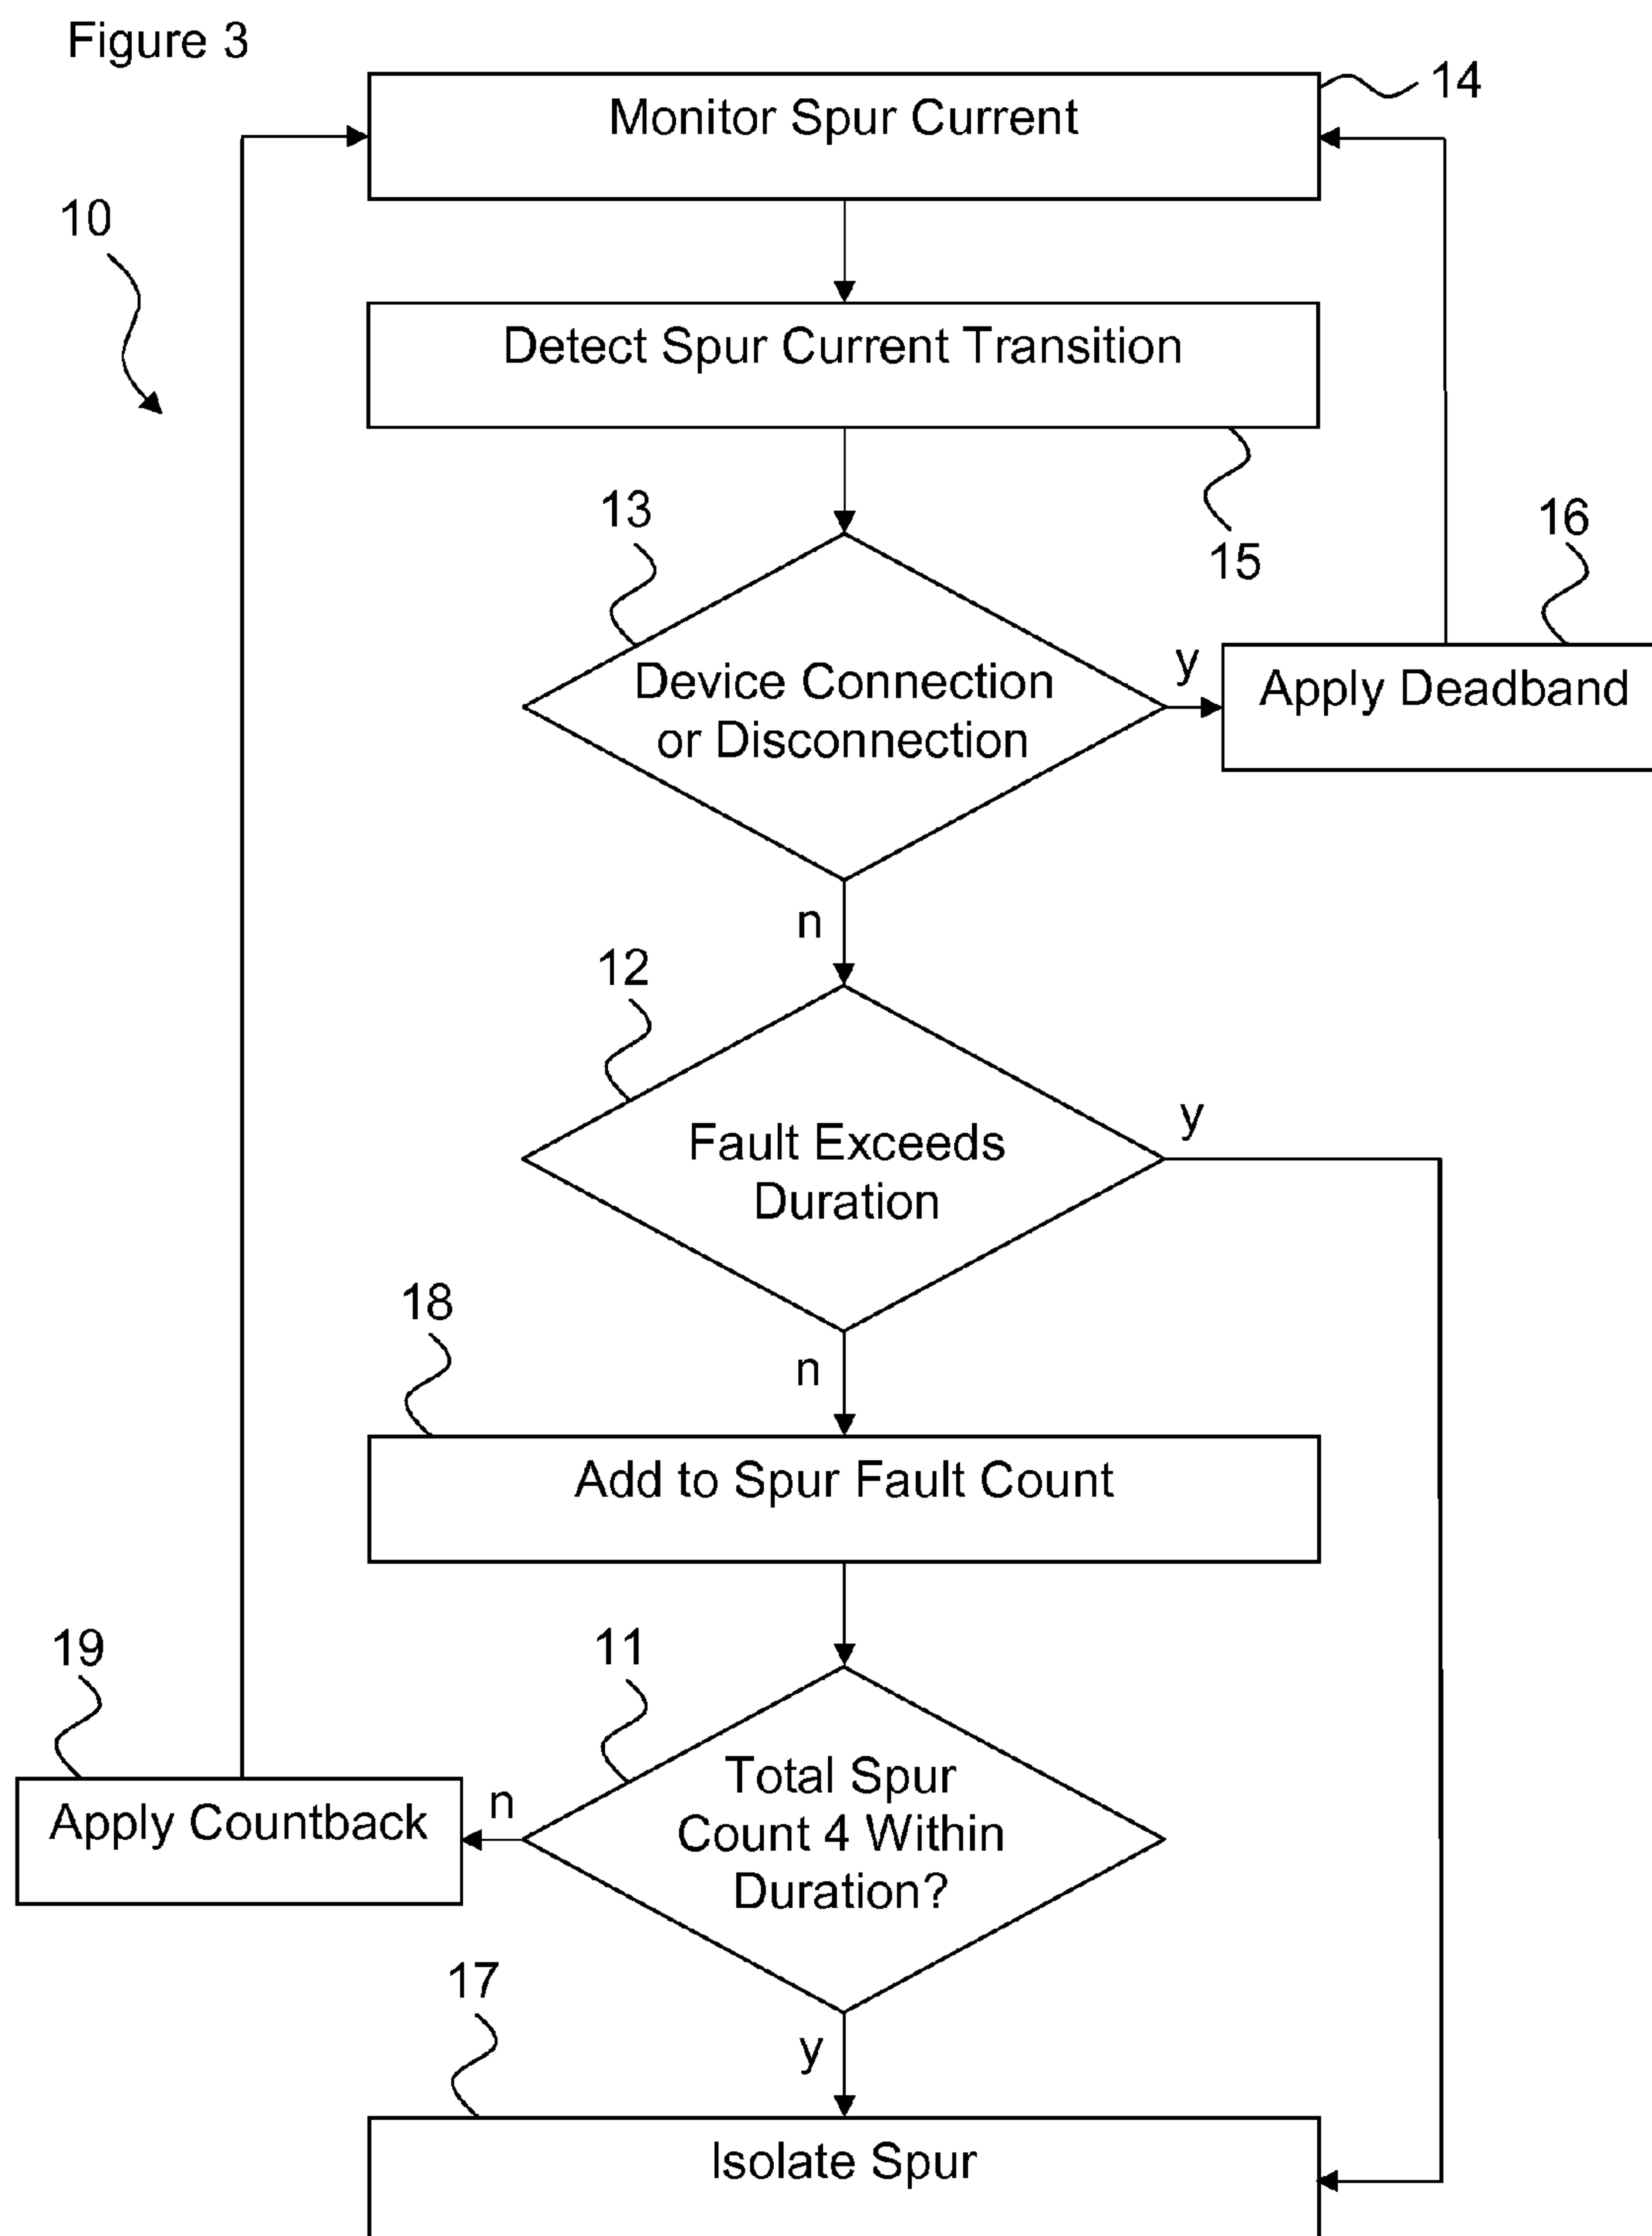 Figure 3
Monitor Spur Current
14
10
Detect Spur Current Transition
13
15
16
Device Connection
or Disconnection
y
Apply Deadband
n
12
Fault Exceeds
Duration
y
18
n
Add to Spur Fault Count
19
11
Total Spur
Count 4 Within
Duration?
n
Apply Countback
17
y
Isolate Spur